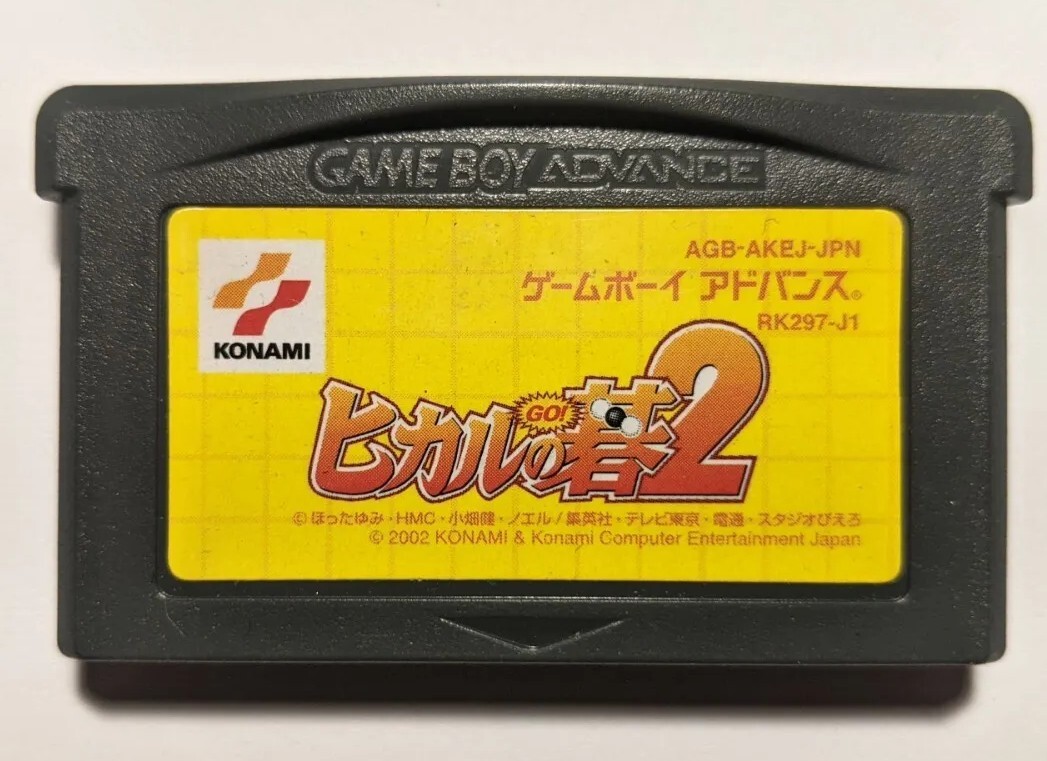 GAME BOY ADVANCE
KONAMI
AGB-AKEJ-JPN
ゲームボーイ アドバンス®
RK297-J1
ヒカルの碁2
GO!
© ほったゆみ・HMC・小畑健・ノエル/集英社・テレビ東京・電通・スタジオぴえろ
© 2002 KONAMI & Konami Computer Entertainment Japan